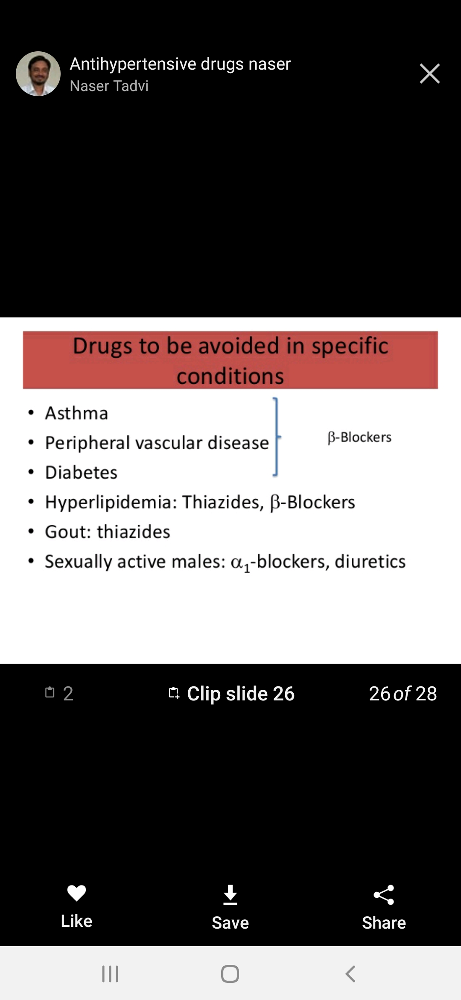 Antihypertensive drugs naser
Naser Tadvi
Drugs to be avoided in specific
conditions
• Asthma
• Peripheral vascular disease
β-Blockers
• Diabetes
• Hyperlipidemia: Thiazides, β-Blockers
• Gout: thiazides
• Sexually active males: α₁-blockers, diuretics
2
Clip slide 26
26 of 28
Like
Save
Share